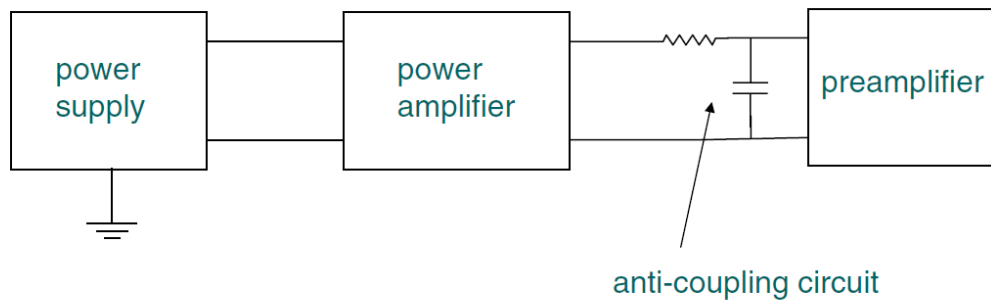 power
supply
power
amplifier
preamplifier
anti-coupling circuit